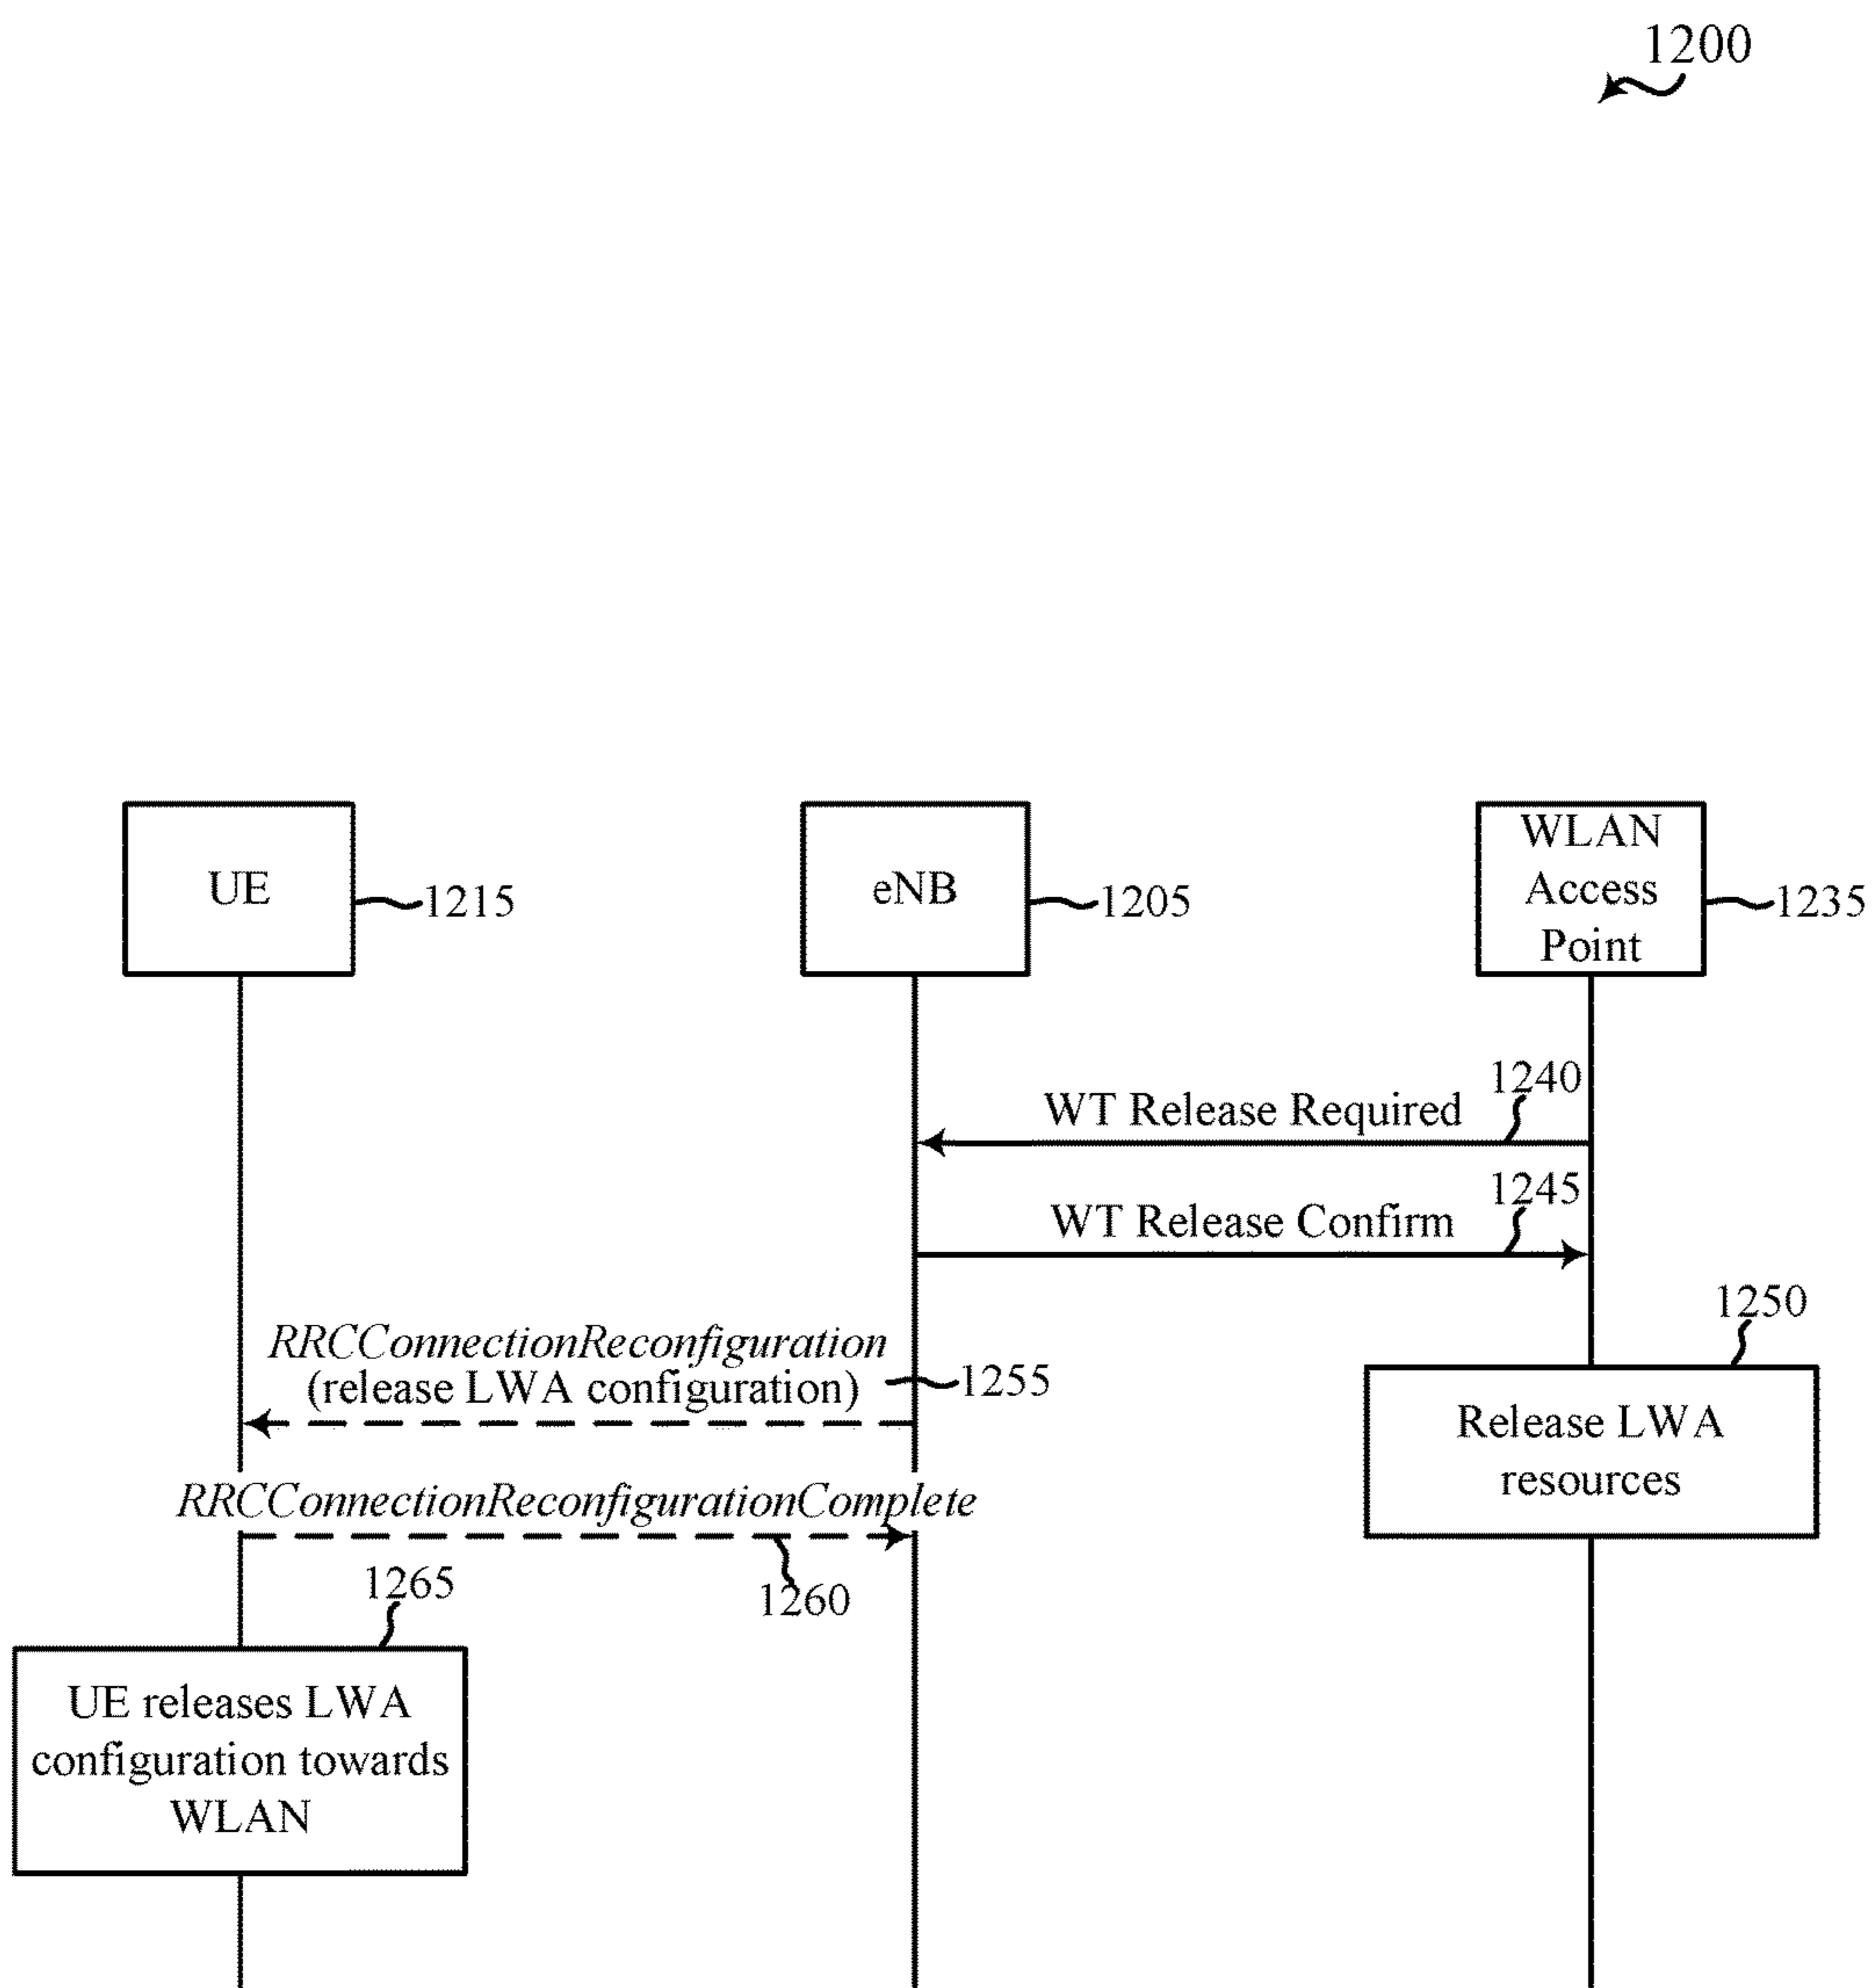 1200
UE
1215
eNB
1205
WLAN
Access
Point
1235
1240
WT Release Required
1245
WT Release Confirm
1250
RRCConnectionReconfiguration
(release LWA configuration)
1255
Release LWA
resources
RRCConnectionReconfigurationComplete
1260
1265
UE releases LWA
configuration towards
WLAN